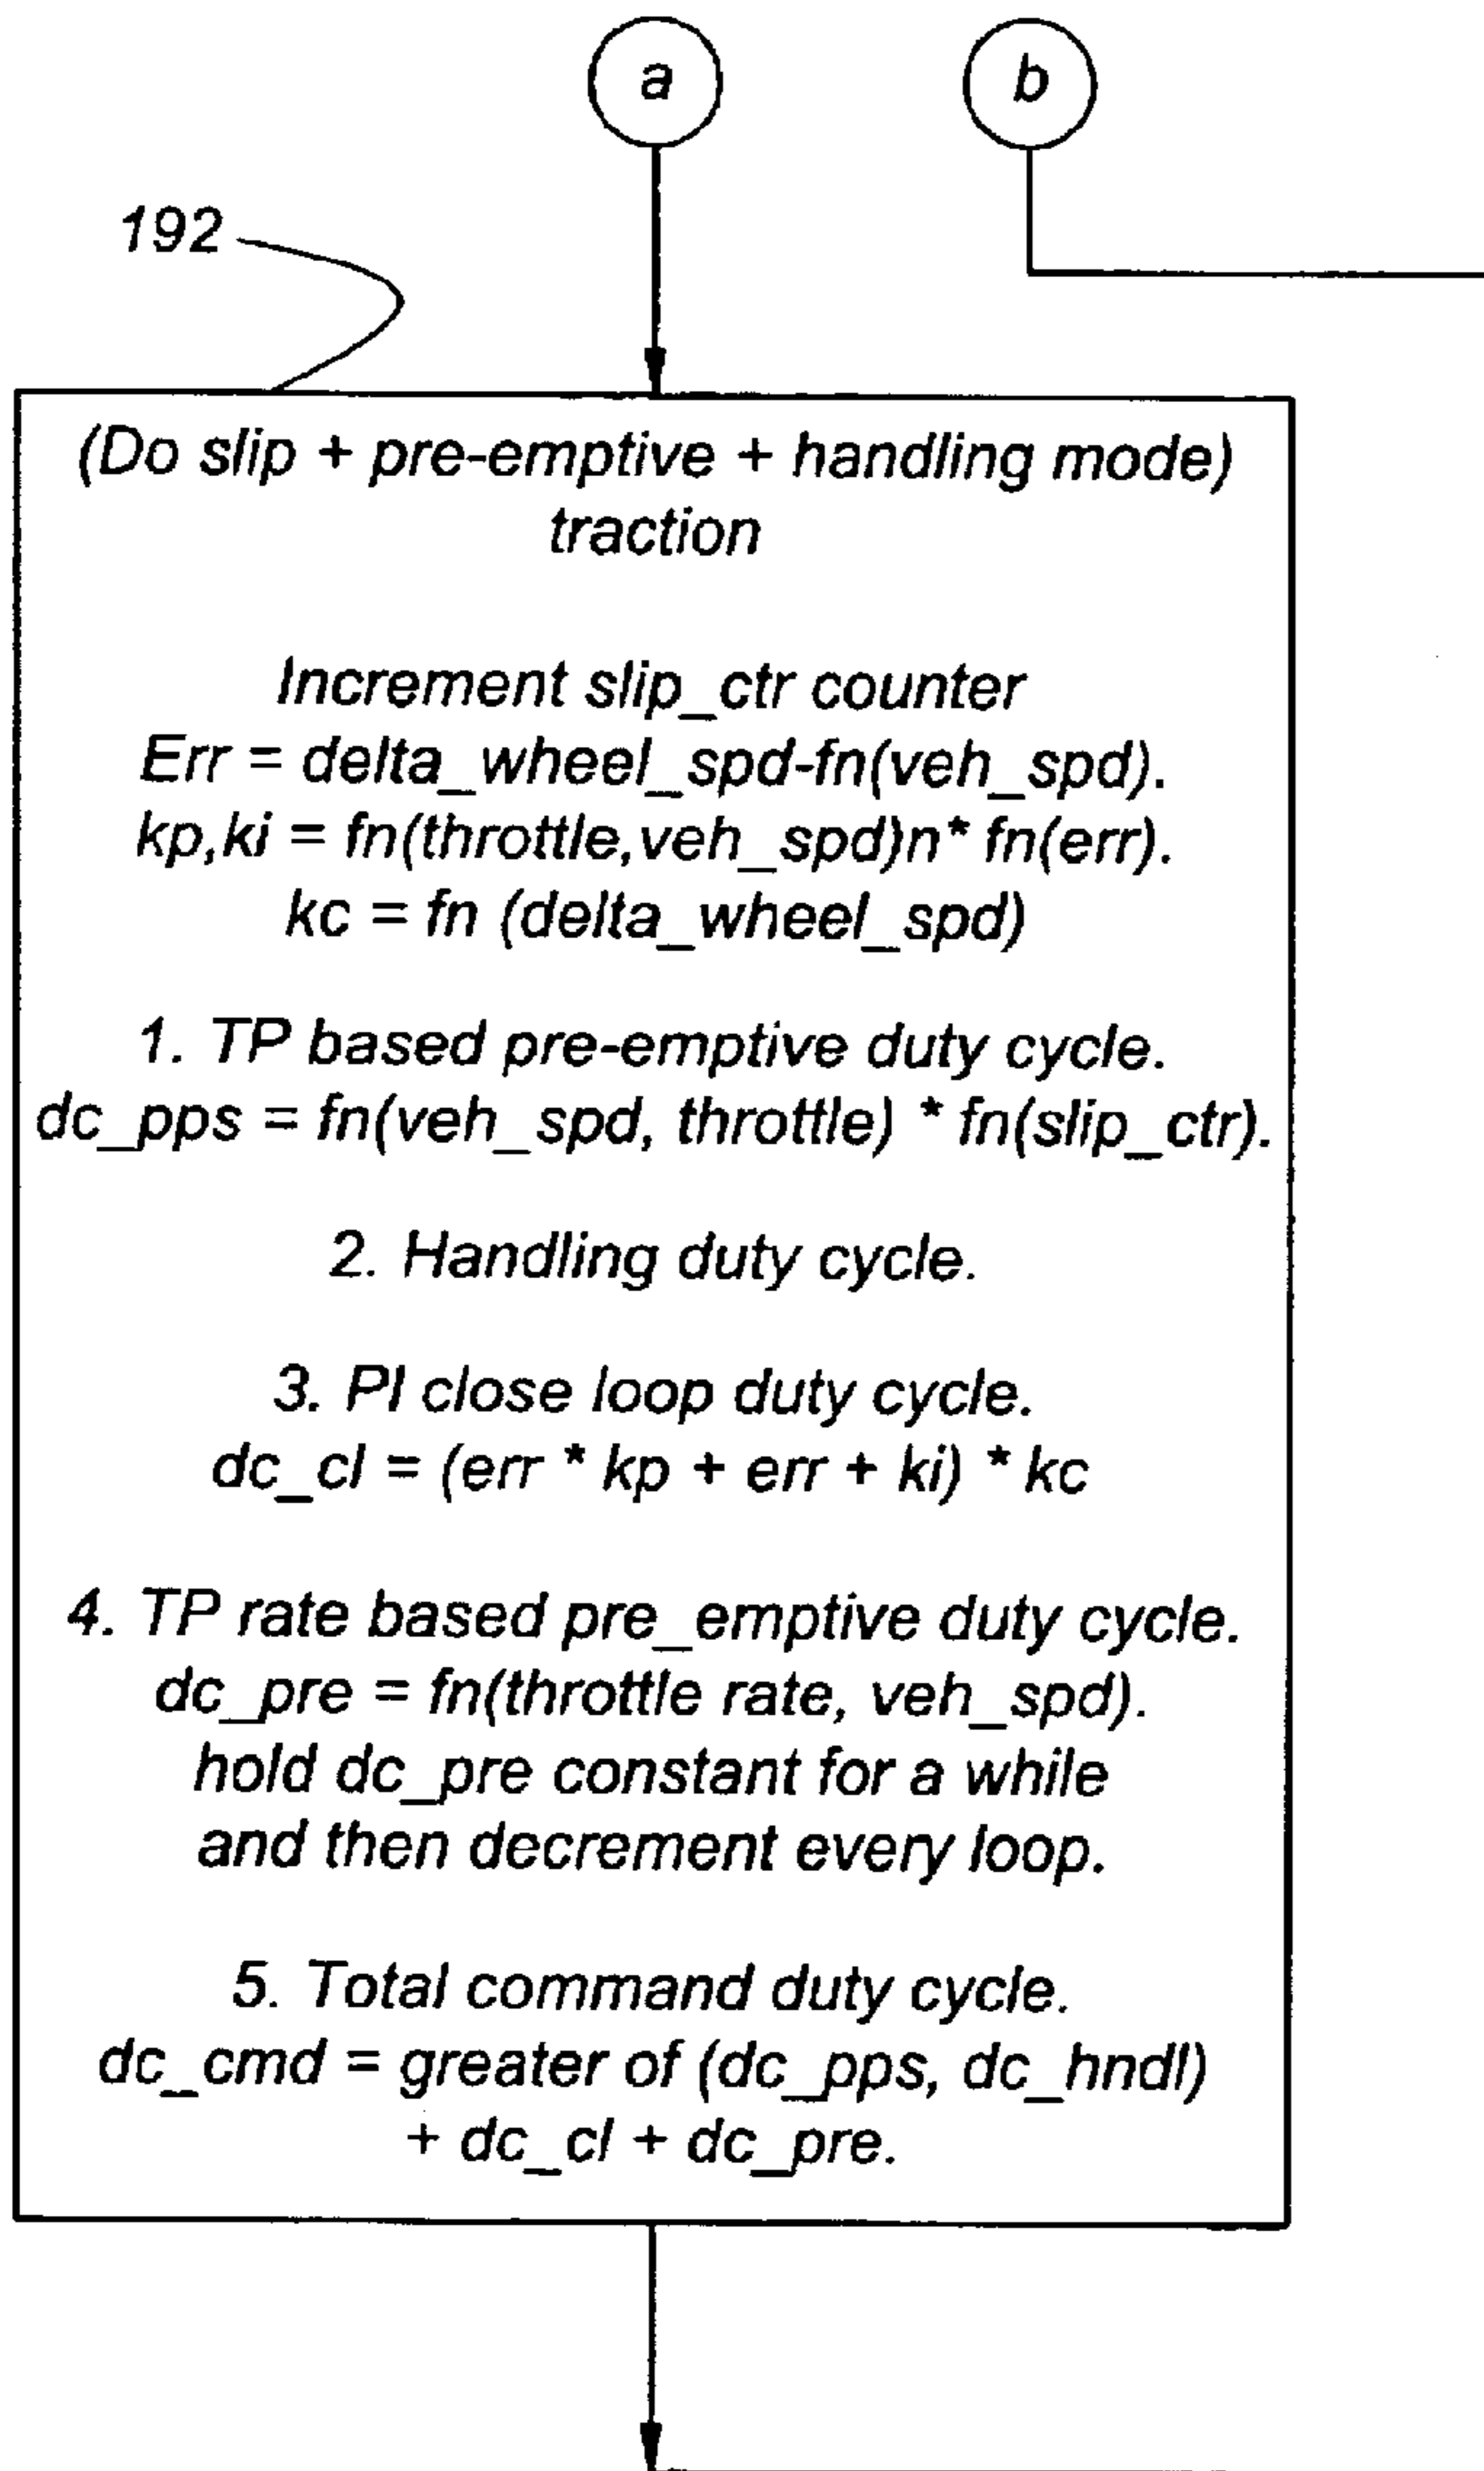 a
b
192
(Do slip + pre-emptive + handling mode)
traction
Increment slip_ctr counter
Err = delta_wheel_spd-fn(veh_spd).
kp,ki = fn(throttle,veh_spd)n* fn(err).
kc = fn (delta_wheel_spd)
1. TP based pre-emptive duty cycle.
dc_pps = fn(veh_spd, throttle) * fn(slip_ctr).
2. Handling duty cycle.
3. PI close loop duty cycle.
dc_cl = (err * kp + err + ki) * kc
4. TP rate based pre_emptive duty cycle.
dc_pre = fn(throttle rate, veh_spd).
hold dc_pre constant for a while
and then decrement every loop.
5. Total command duty cycle.
dc_cmd = greater of (dc_pps, dc_hndl)
+ dc_cl + dc_pre.